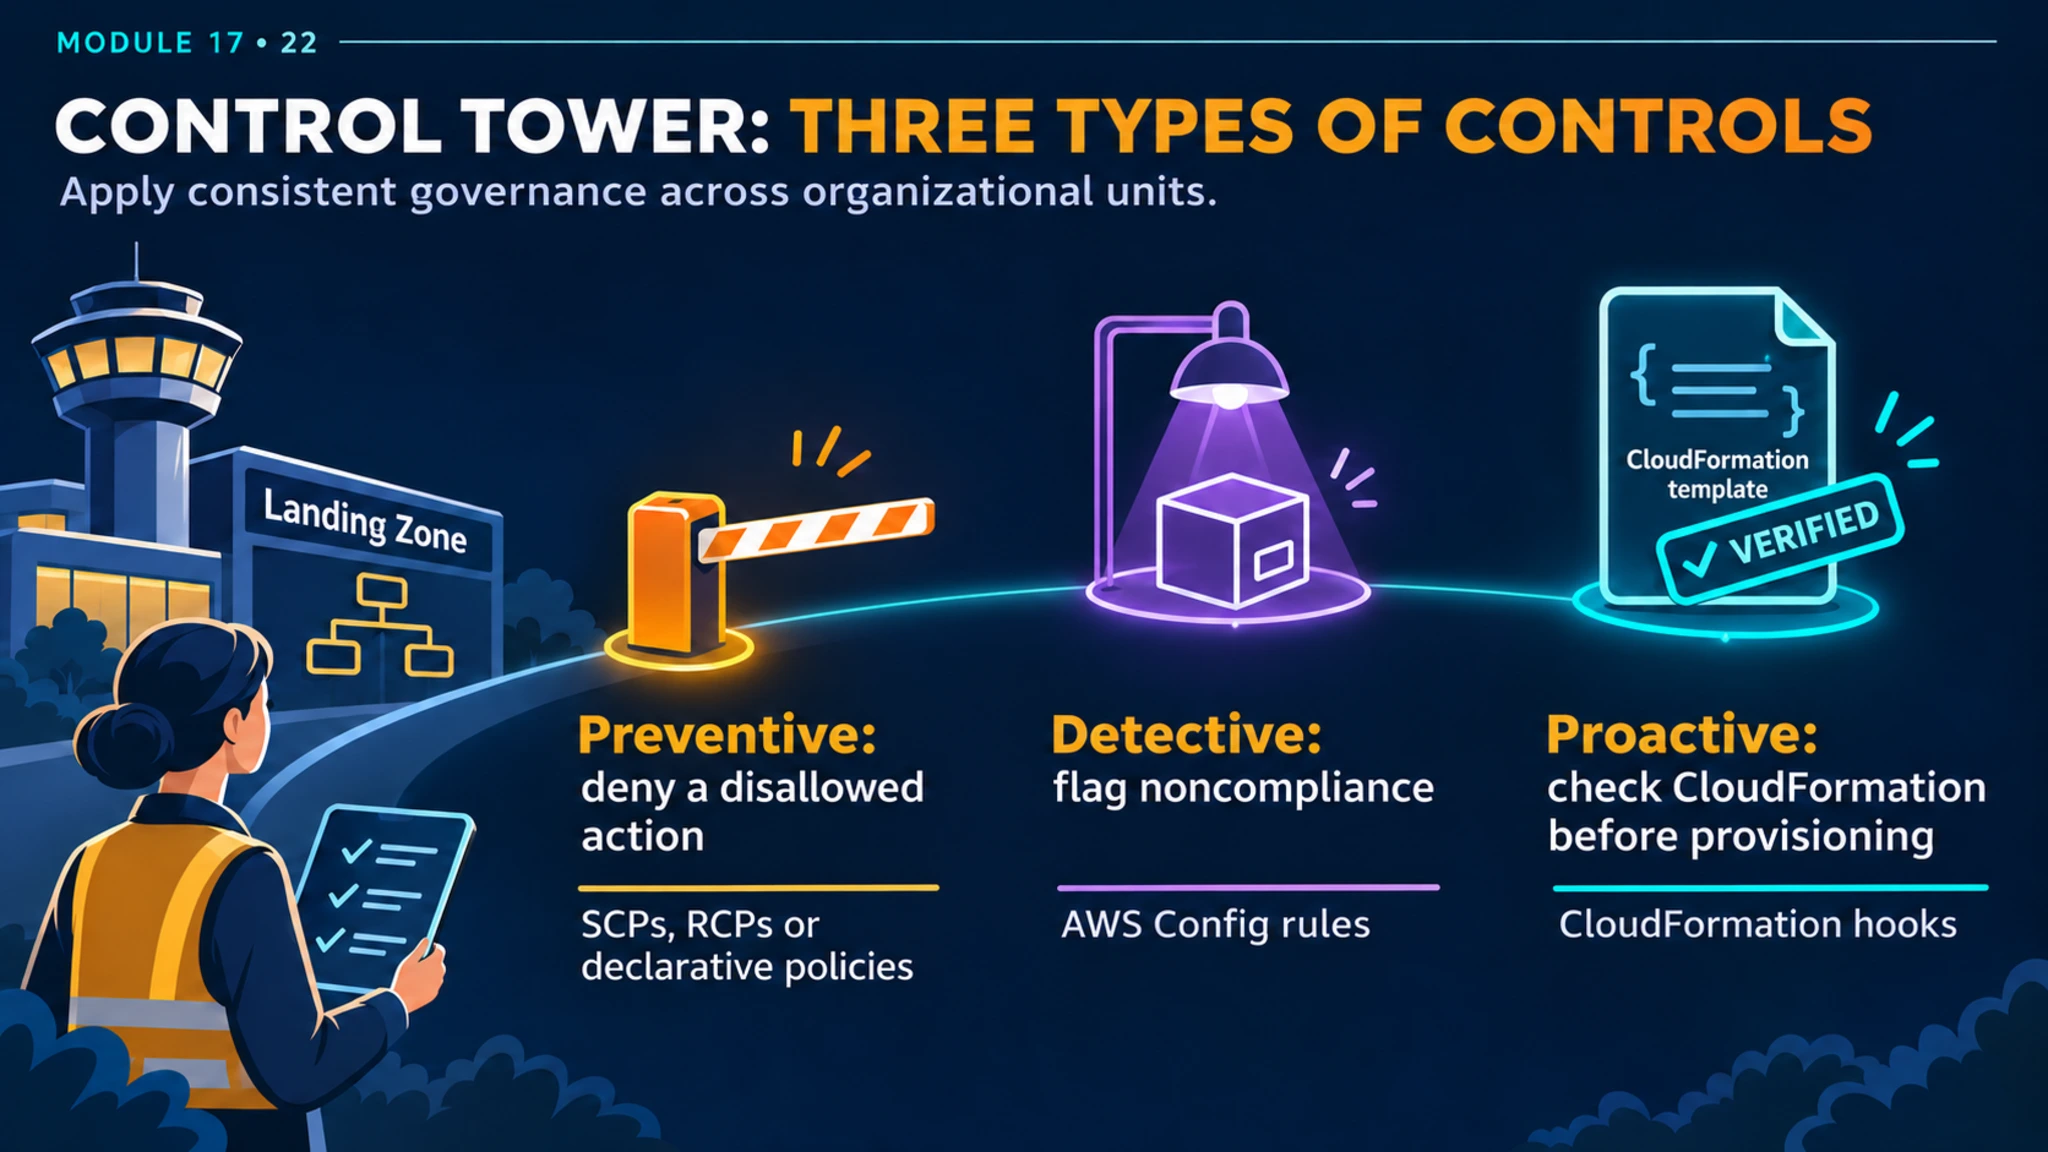 MODULE 17 • 22
CONTROL TOWER: THREE TYPES OF CONTROLS
Apply consistent governance across organizational units.
Landing Zone
CloudFormation
template
VERIFIED
Preventive:
deny a disallowed
action
SCPs, RCPs or
declarative policies
Detective:
flag noncompliance
AWS Config rules
Proactive:
check CloudFormation
before provisioning
CloudFormation hooks